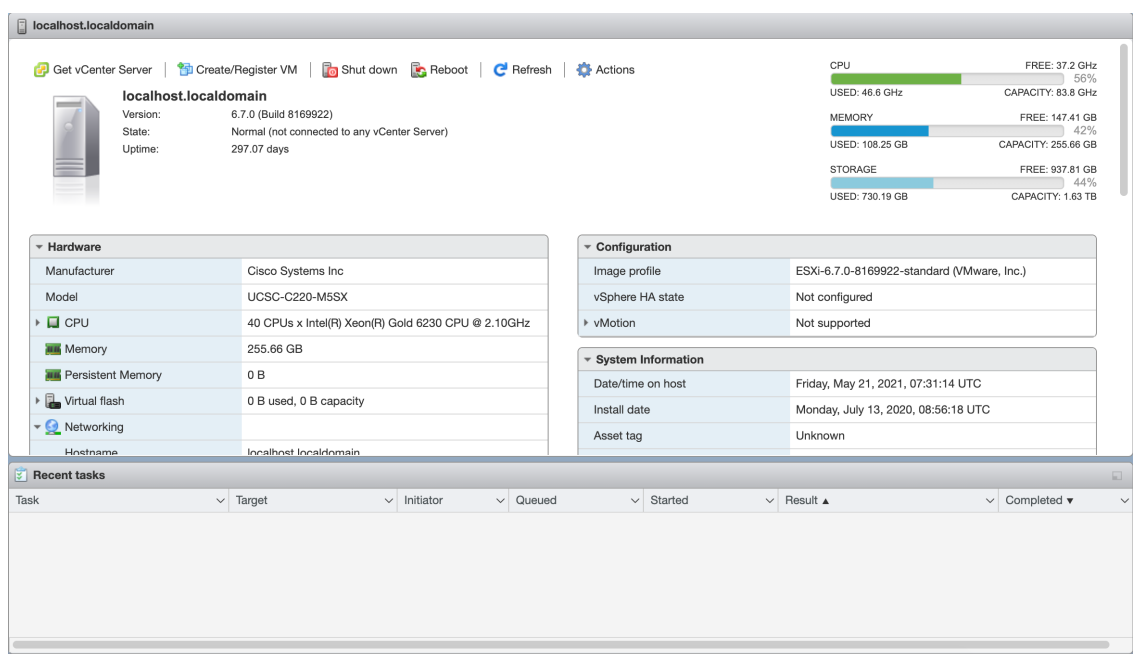 localhost.localdomain
Get vCenter Server Create/Register VM Shut down Reboot Refresh Actions
localhost.localdomain
Version: 6.7.0 (Build 8169922)
State: Normal (not connected to any vCenter Server)
Uptime: 297.07 days
CPU FREE: 37.2 GHz
56%
USED: 46.6 GHz CAPACITY: 83.8 GHz
MEMORY FREE: 147.41 GB
42%
USED: 108.25 GB CAPACITY: 255.66 GB
STORAGE FREE: 937.81 GB
44%
USED: 730.19 GB CAPACITY: 1.63 TB
Hardware
Manufacturer Cisco Systems Inc
Model UCSC-C220-M5SX
CPU 40 CPUs x Intel(R) Xeon(R) Gold 6230 CPU @ 2.10GHz
Memory 255.66 GB
Persistent Memory 0 B
Virtual flash 0 B used, 0 B capacity
Networking
Hostname localhost.localdomain
Configuration
Image profile ESXi-6.7.0-8169922-standard (VMware, Inc.)
vSphere HA state Not configured
vMotion Not supported
System Information
Date/time on host Friday, May 21, 2021, 07:31:14 UTC
Install date Monday, July 13, 2020, 08:56:18 UTC
Asset tag Unknown
Recent tasks
Task Target Initiator Queued Started Result ▲ Completed ▼